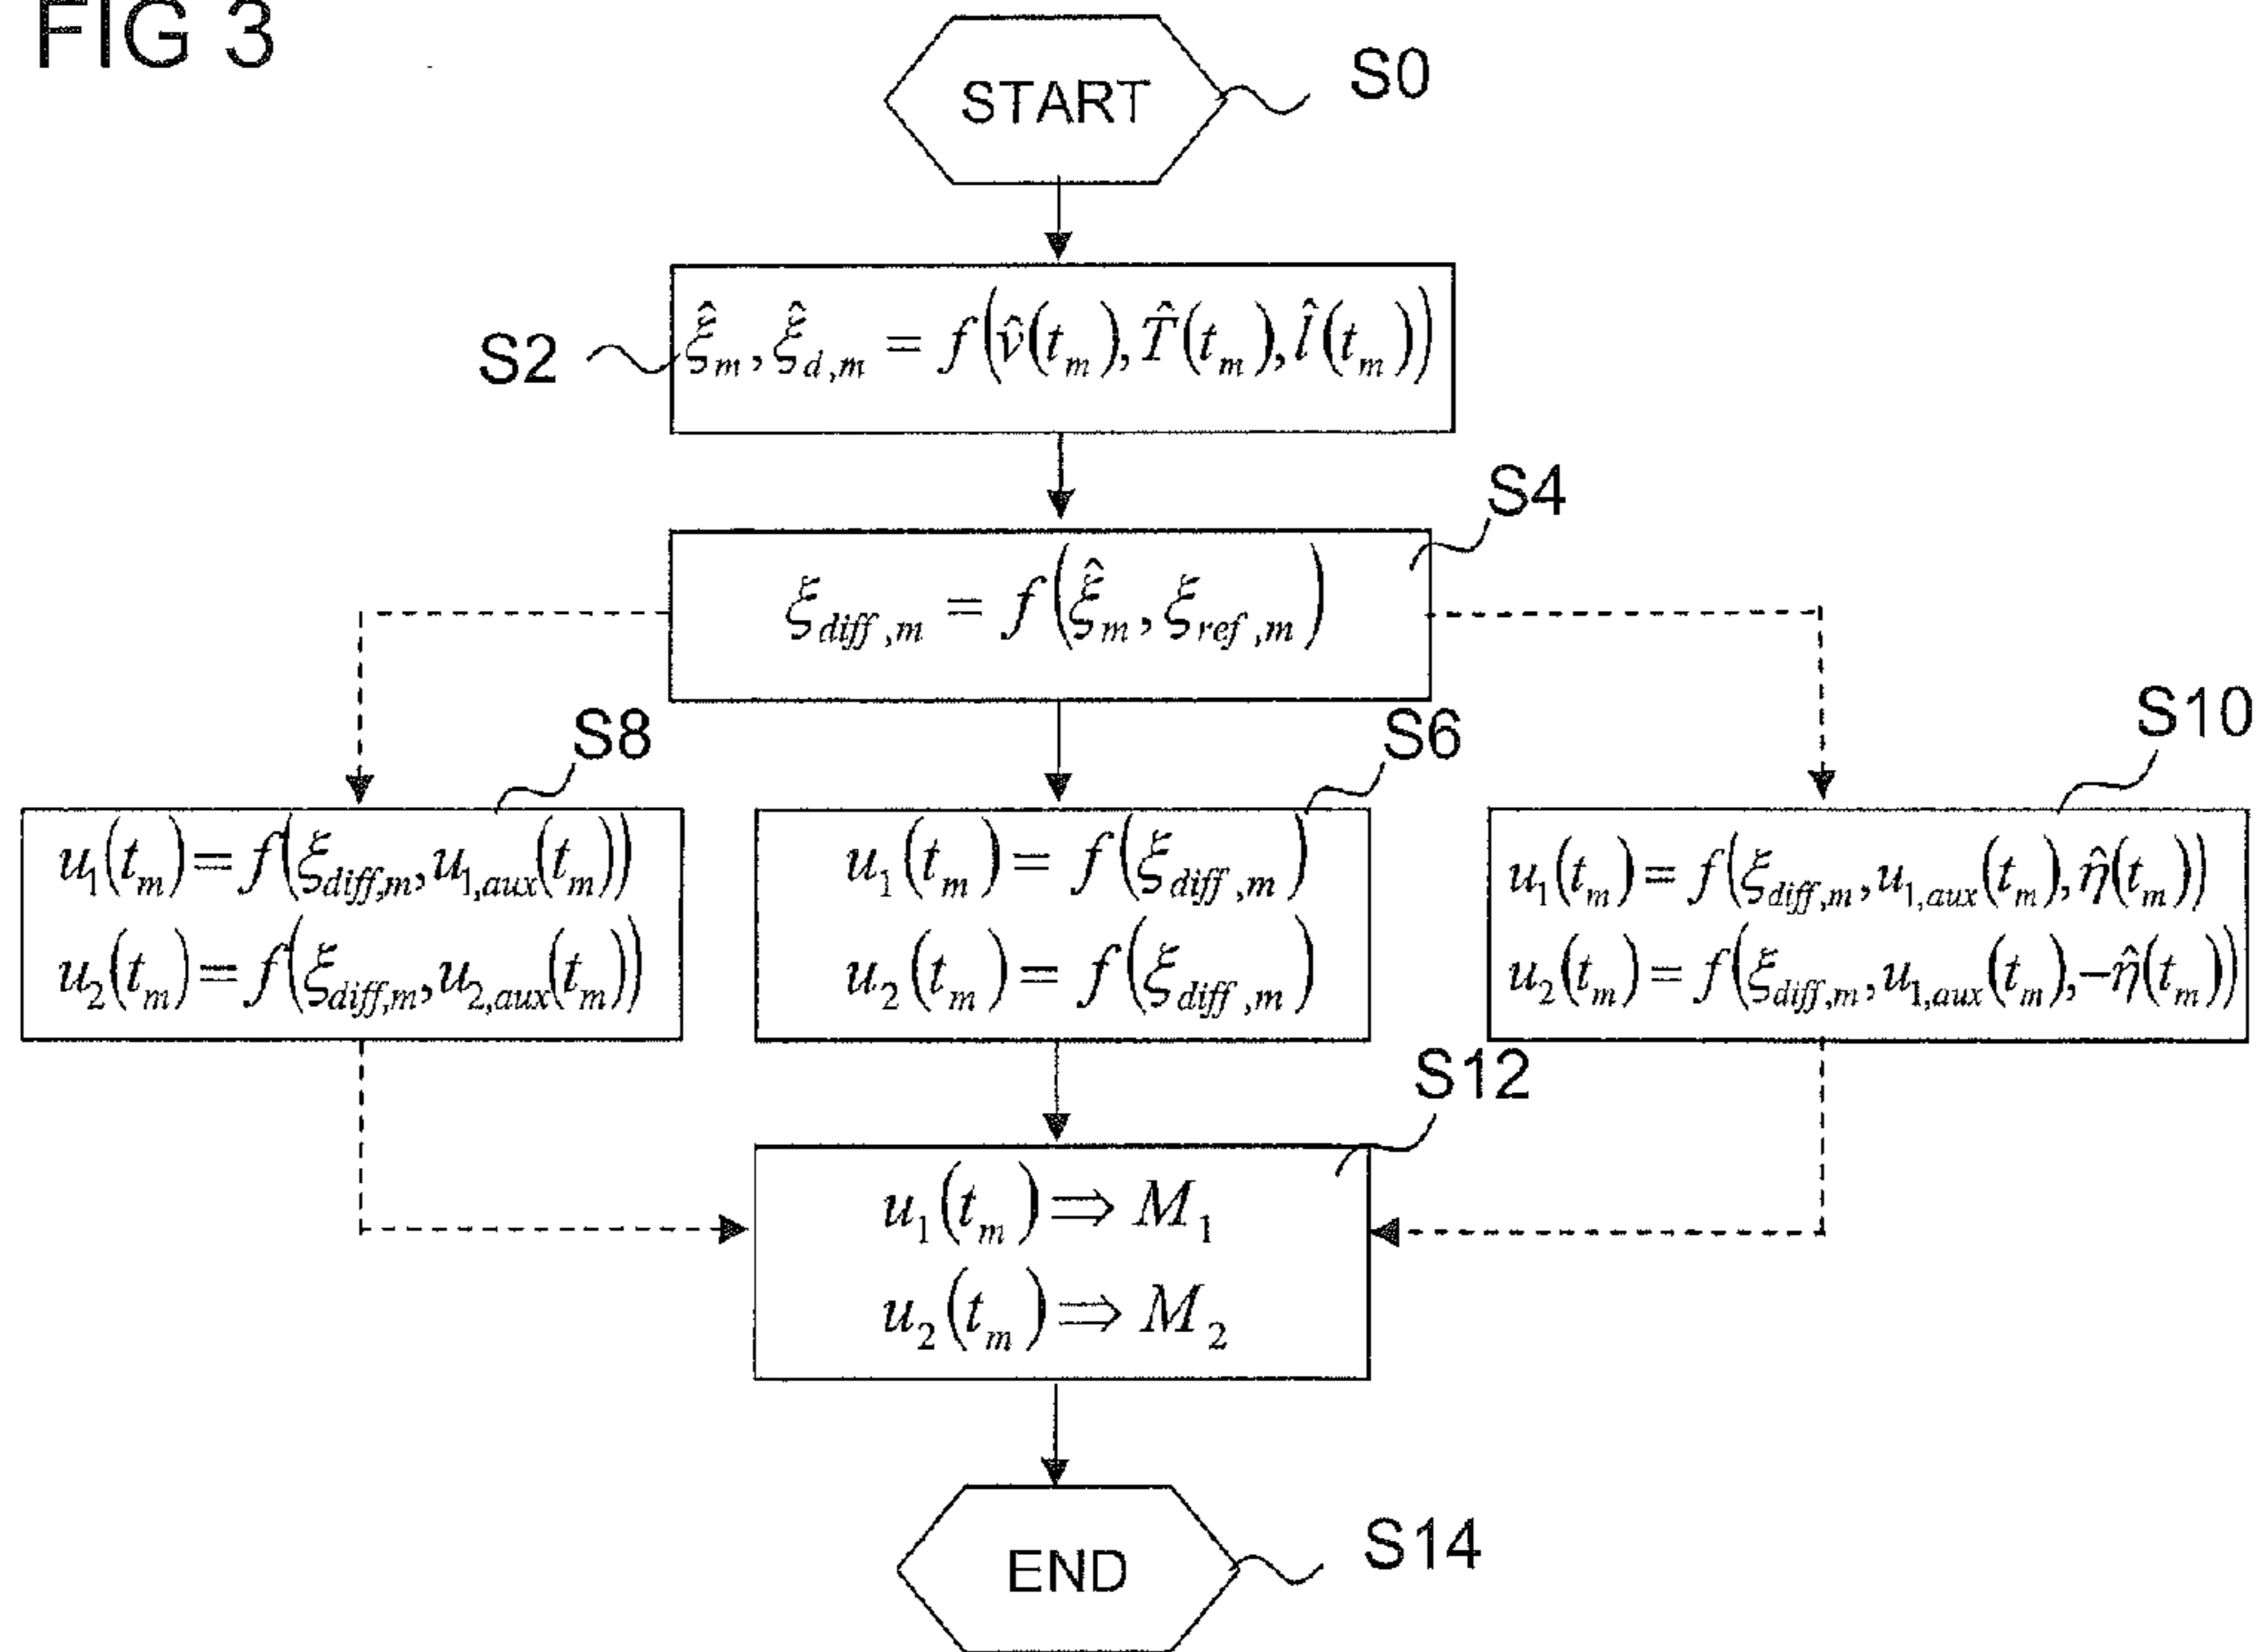 FIG 3
START
S0
S2
ξ̂_m, ξ̂_{d,m} = f(v̂(t_m), T̂(t_m), l̂(t_m))
S4
ξ_{diff,m} = f(ξ̂_m, ξ_{ref,m})
S8
u_1(t_m) = f(ξ_{diff,m}, u_{1,aux}(t_m))
u_2(t_m) = f(ξ_{diff,m}, u_{2,aux}(t_m))
S6
u_1(t_m) = f(ξ_{diff,m})
u_2(t_m) = f(ξ_{diff,m})
S10
u_1(t_m) = f(ξ_{diff,m}, u_{1,aux}(t_m), η̂(t_m))
u_2(t_m) = f(ξ_{diff,m}, u_{1,aux}(t_m), −η̂(t_m))
S12
u_1(t_m) ⇒ M_1
u_2(t_m) ⇒ M_2
END
S14